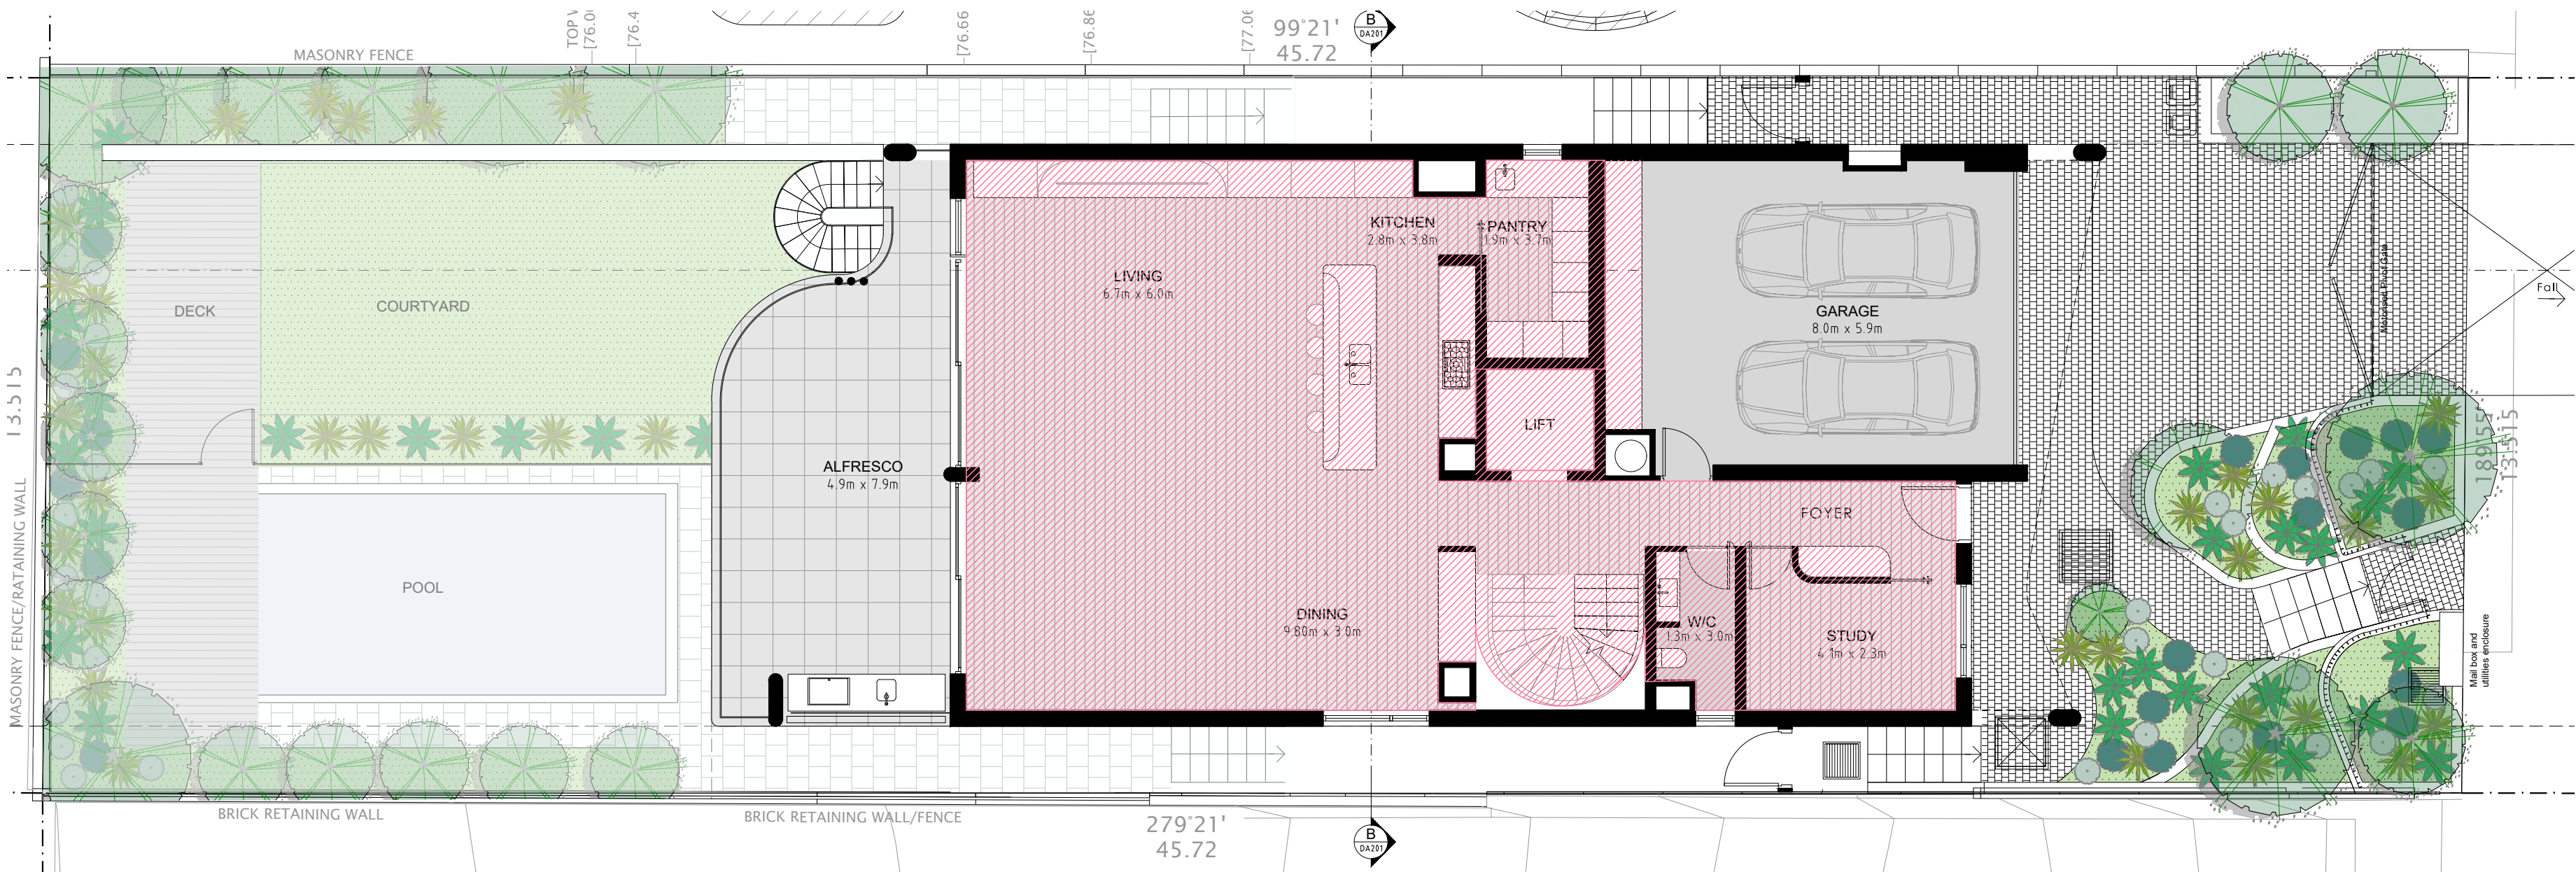 MASONRY FENCE
[76.4
[76.66
[76.86
99°21'
45.72
B
DA201
KITCHEN
2.8m x 3.8m
PANTRY
1.9m x 3.7m
LIVING
6.7m x 6.0m
DECK
COURTYARD
GARAGE
8.0m x 5.9m
Motorised Pivot Gate
Fall
13.515
LIFT
ALFRESCO
4.9m x 7.9m
13.515
FOYER
MASONRY FENCE/RATAINING WALL
POOL
DINING
9.80m x 3.0m
W/C
1.3m x 3.0m
STUDY
4.1m x 2.3m
Mail box and
utilities enclosure
BRICK RETAINING WALL
BRICK RETAINING WALL/FENCE
279°21'
45.72
B
DA201